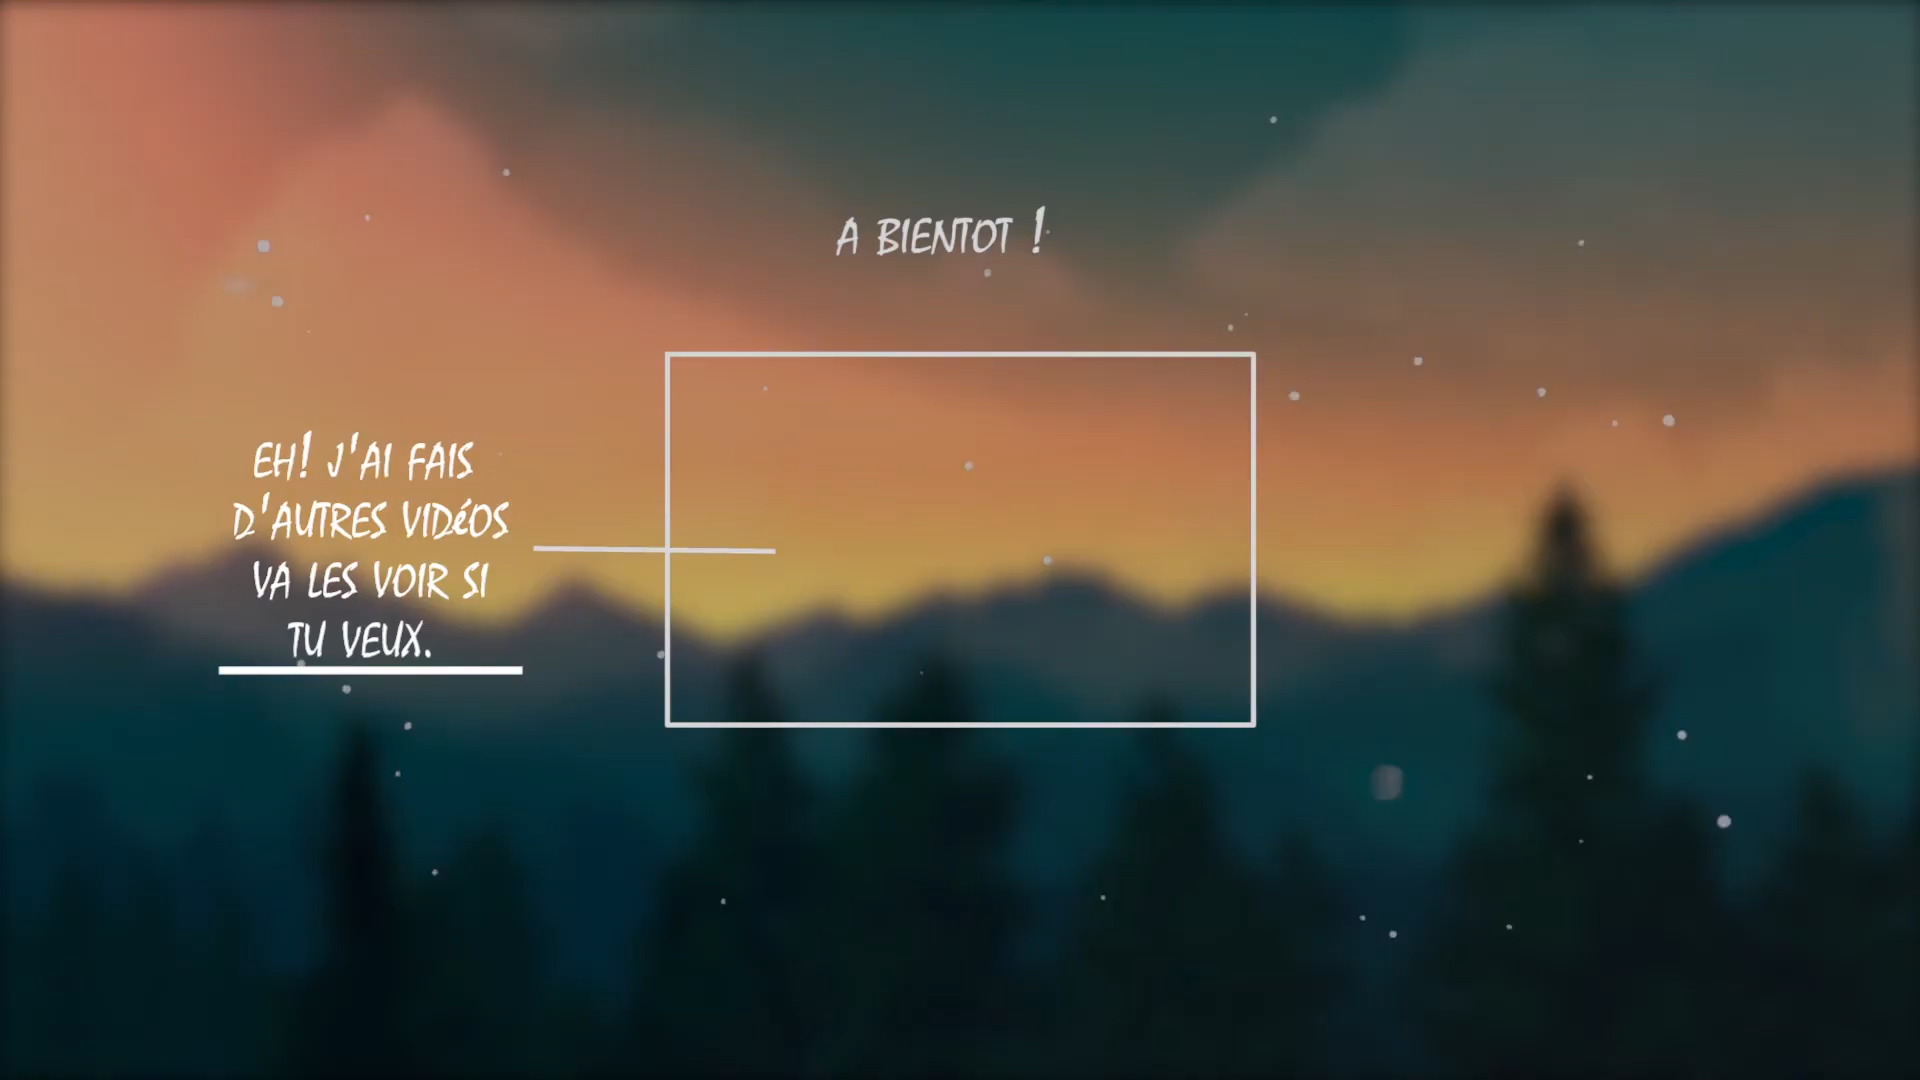 A BIENTOT !
EH! J'AI FAIS
D'AUTRES VIDéOS
VA LES VOIR SI
TU VEUX.